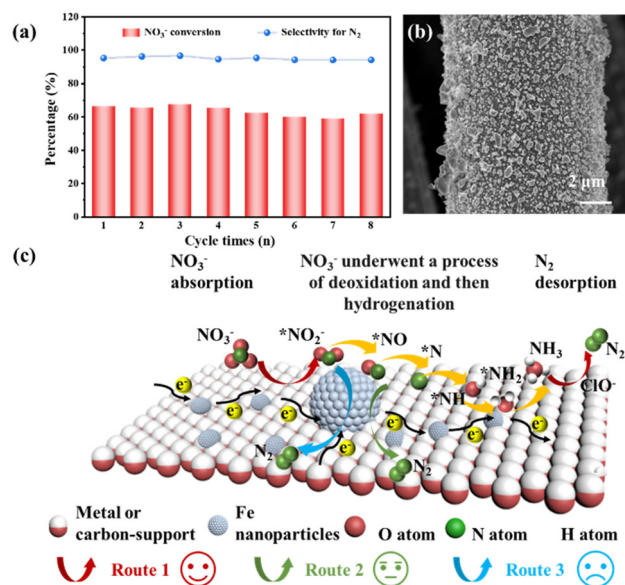 (a)
NO₃⁻ conversion
Selectivity for N₂
120
100
80
60
40
20
0
Percentage (%)
1 2 3 4 5 6 7 8
Cycle times (n)
(b)
2 μm
(c)
NO₃⁻
absorption
NO₃⁻ underwent a process
of deoxidation and then
hydrogenation
N₂
desorption
NO₃⁻
*NO₂⁻
*NO
*N
*NH
*NH₂
NH₃
N₂
ClO⁻
e⁻
e⁻
e⁻
e⁻
e⁻
e⁻
e⁻
N₂
N₂
Metal or
carbon-support
Fe
nanoparticles
O atom
N atom
H atom
Route 1
Route 2
Route 3